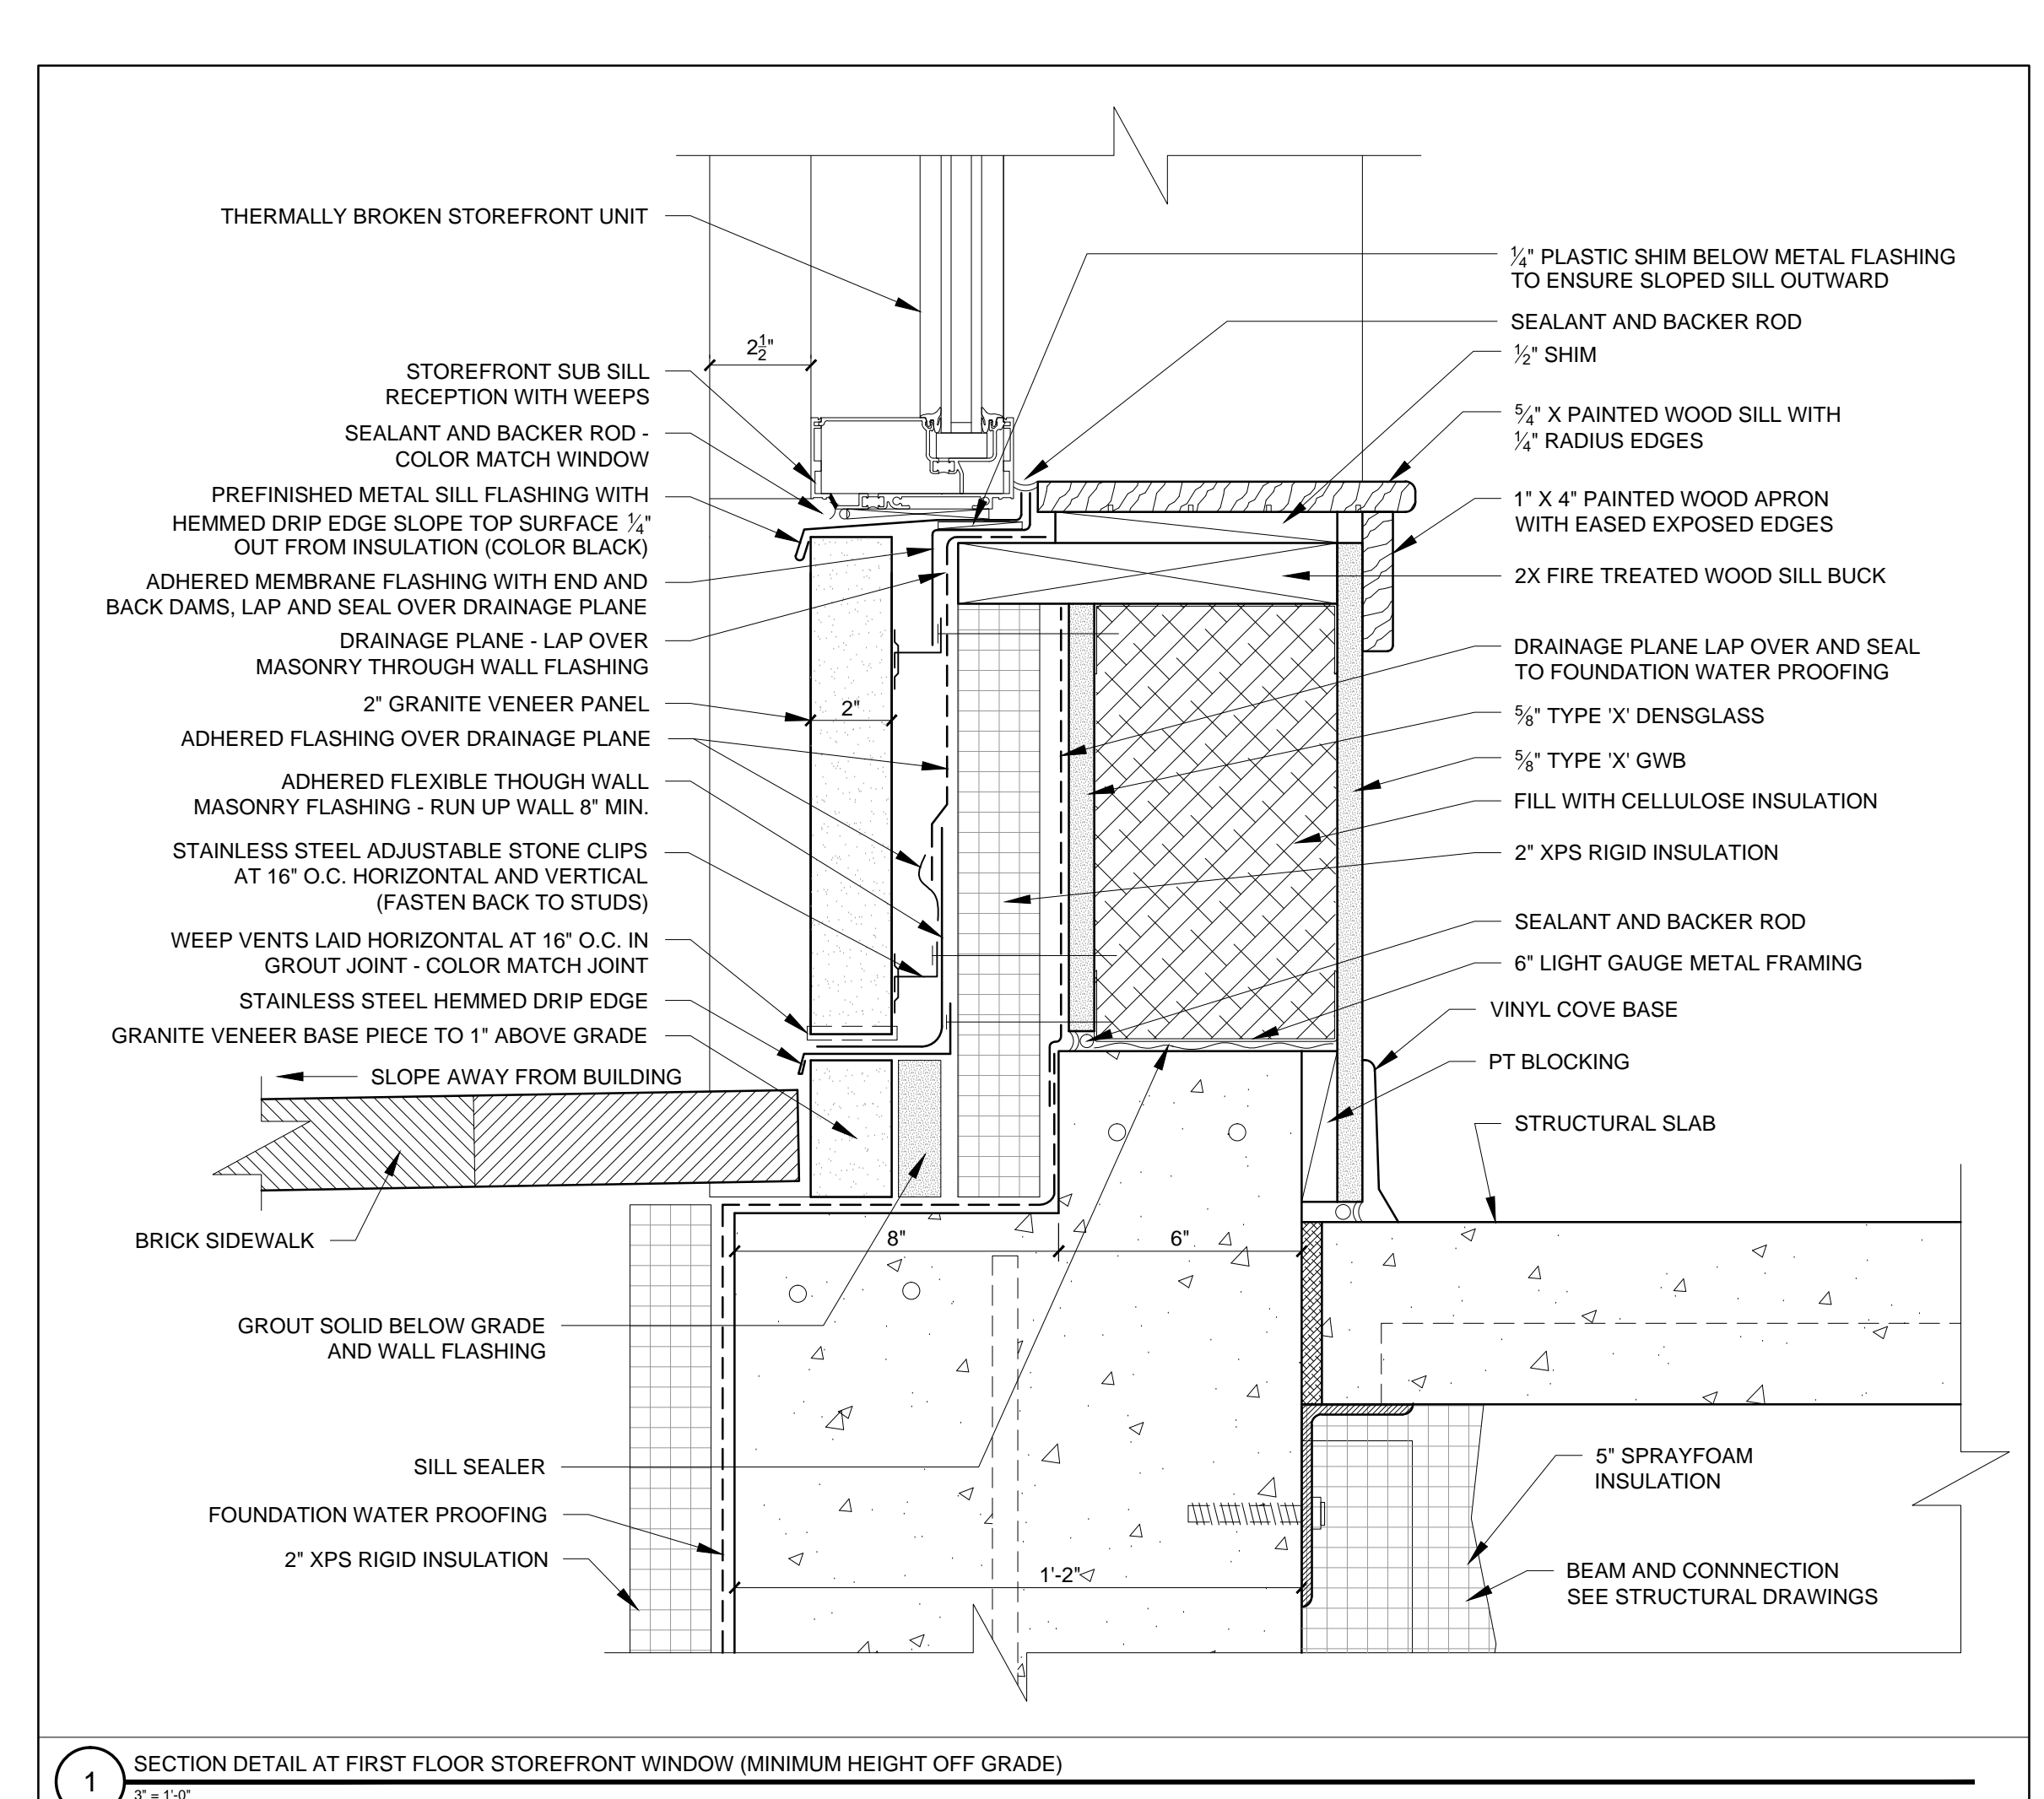 THERMALLY BROKEN STOREFRONT UNIT
2½"
STOREFRONT SUB SILL
RECEPTION WITH WEEPS
SEALANT AND BACKER ROD -
COLOR MATCH WINDOW
PREFINISHED METAL SILL FLASHING WITH
HEMMED DRIP EDGE SLOPE TOP SURFACE ¼"
OUT FROM INSULATION (COLOR BLACK)
ADHERED MEMBRANE FLASHING WITH END AND
BACK DAMS, LAP AND SEAL OVER DRAINAGE PLANE
DRAINAGE PLANE - LAP OVER
MASONRY THROUGH WALL FLASHING
2" GRANITE VENEER PANEL
2"
ADHERED FLASHING OVER DRAINAGE PLANE
ADHERED FLEXIBLE THOUGH WALL
MASONRY FLASHING - RUN UP WALL 8" MIN.
STAINLESS STEEL ADJUSTABLE STONE CLIPS
AT 16" O.C. HORIZONTAL AND VERTICAL
(FASTEN BACK TO STUDS)
WEEP VENTS LAID HORIZONTAL AT 16" O.C. IN
GROUT JOINT - COLOR MATCH JOINT
STAINLESS STEEL HEMMED DRIP EDGE
GRANITE VENEER BASE PIECE TO 1" ABOVE GRADE
SLOPE AWAY FROM BUILDING
BRICK SIDEWALK
GROUT SOLID BELOW GRADE
AND WALL FLASHING
SILL SEALER
FOUNDATION WATER PROOFING
2" XPS RIGID INSULATION
8"
6"
1'-2"
¼" PLASTIC SHIM BELOW METAL FLASHING
TO ENSURE SLOPED SILL OUTWARD
SEALANT AND BACKER ROD
½" SHIM
5⁄4" X PAINTED WOOD SILL WITH
¼" RADIUS EDGES
1" X 4" PAINTED WOOD APRON
WITH EASED EXPOSED EDGES
2X FIRE TREATED WOOD SILL BUCK
DRAINAGE PLANE LAP OVER AND SEAL
TO FOUNDATION WATER PROOFING
⅝" TYPE 'X' DENSGLASS
⅝" TYPE 'X' GWB
FILL WITH CELLULOSE INSULATION
2" XPS RIGID INSULATION
SEALANT AND BACKER ROD
6" LIGHT GAUGE METAL FRAMING
VINYL COVE BASE
PT BLOCKING
STRUCTURAL SLAB
5" SPRAYFOAM
INSULATION
BEAM AND CONNNECTION
SEE STRUCTURAL DRAWINGS
1
SECTION DETAIL AT FIRST FLOOR STOREFRONT WINDOW (MINIMUM HEIGHT OFF GRADE)
3" = 1'-0"